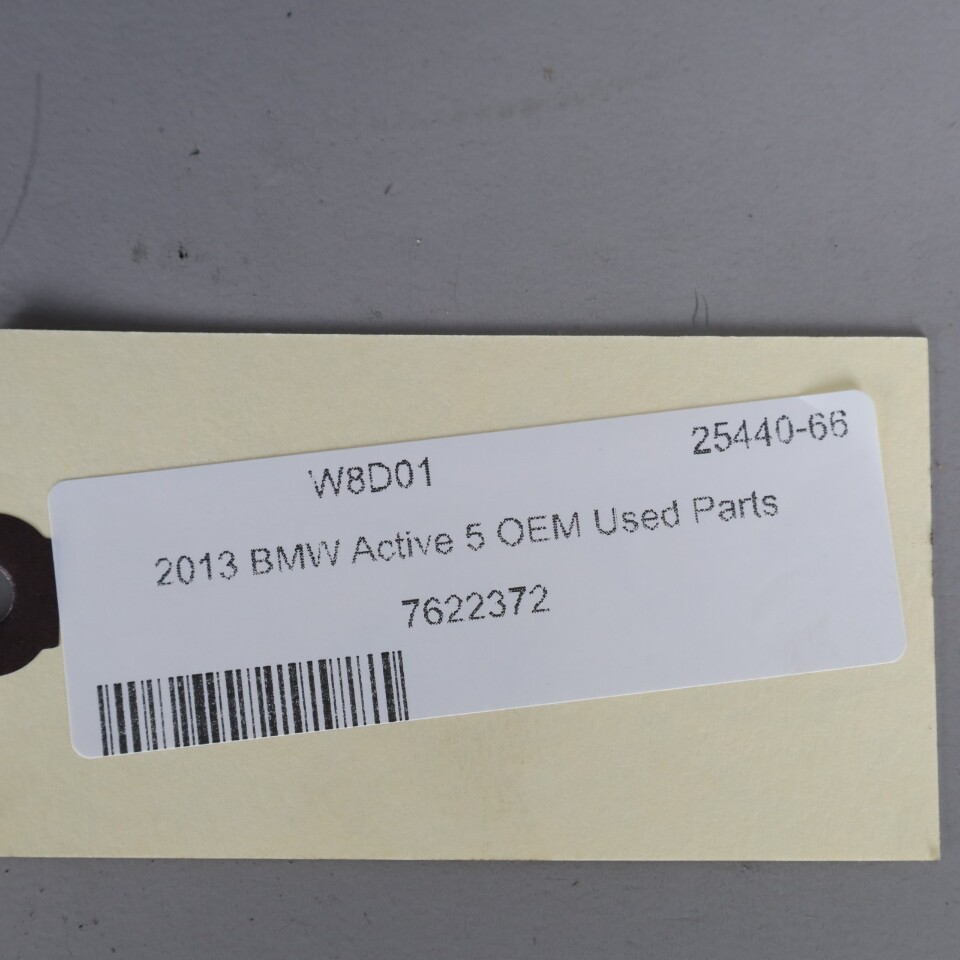 W8D01 25440-66
2013 BMW Active 5 OEM Used Parts
7622372